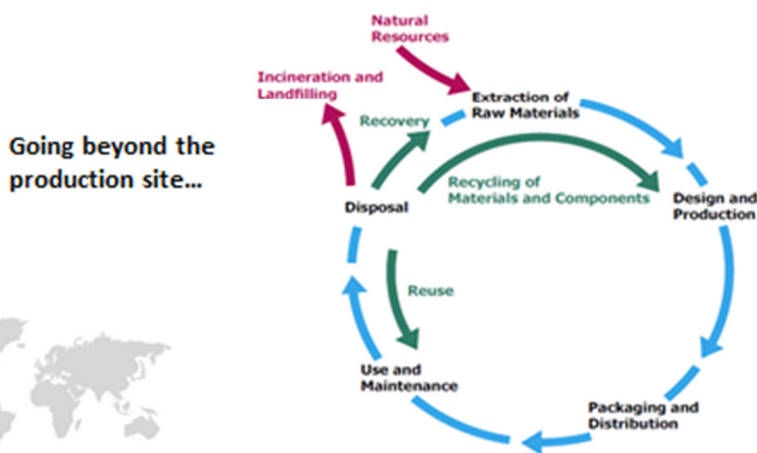 Going beyond the
production site...
Natural
Resources
Incineration and
Landfilling
Extraction of
Raw Materials
Recovery
Recycling of
Materials and Components
Design and
Production
Disposal
Reuse
Use and
Maintenance
Packaging and
Distribution